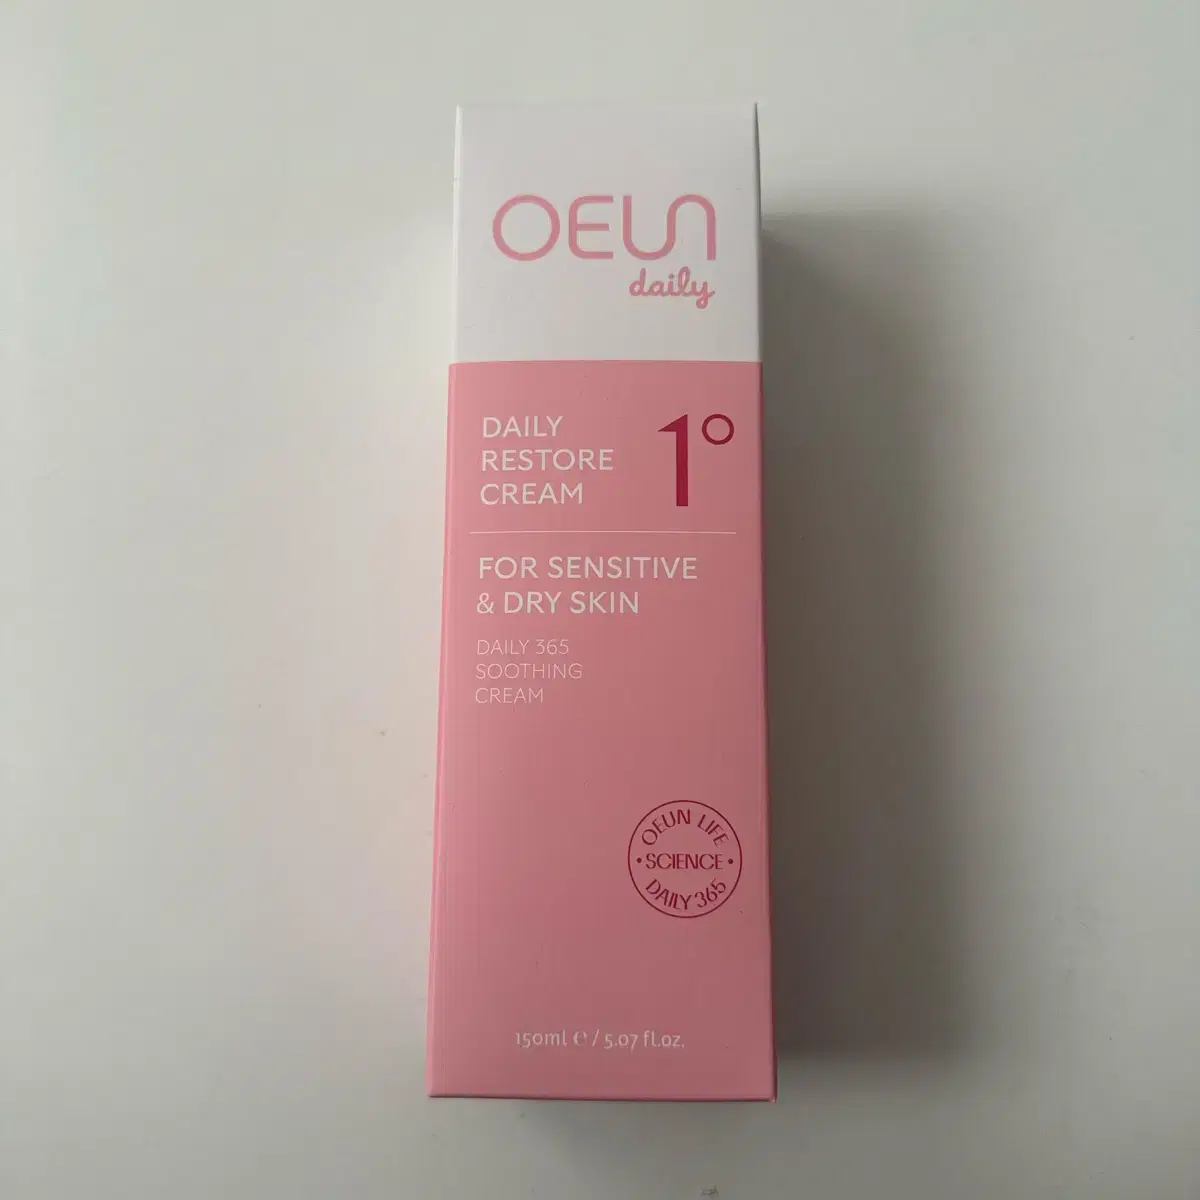 OEUN
daily
DAILY
RESTORE
CREAM
1°
FOR SENSITIVE
& DRY SKIN
DAILY 365
SOOTHING
CREAM
OEUN LIFE
• SCIENCE •
DAILY 365
150ml ℮ / 5.07 fl.oz.